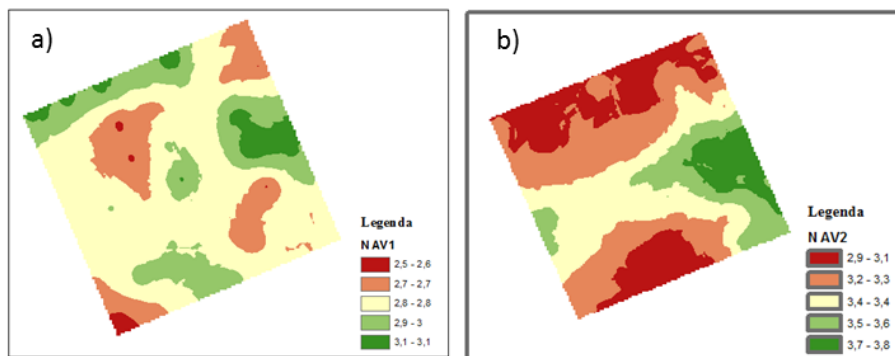 a)
Legenda
N AV1
2,5 - 2,6
2,7 - 2,7
2,8 - 2,8
2,9 - 3
3,1 - 3,1
b)
Legenda
N AV2
2,9 - 3,1
3,2 - 3,3
3,4 - 3,4
3,5 - 3,6
3,7 - 3,8